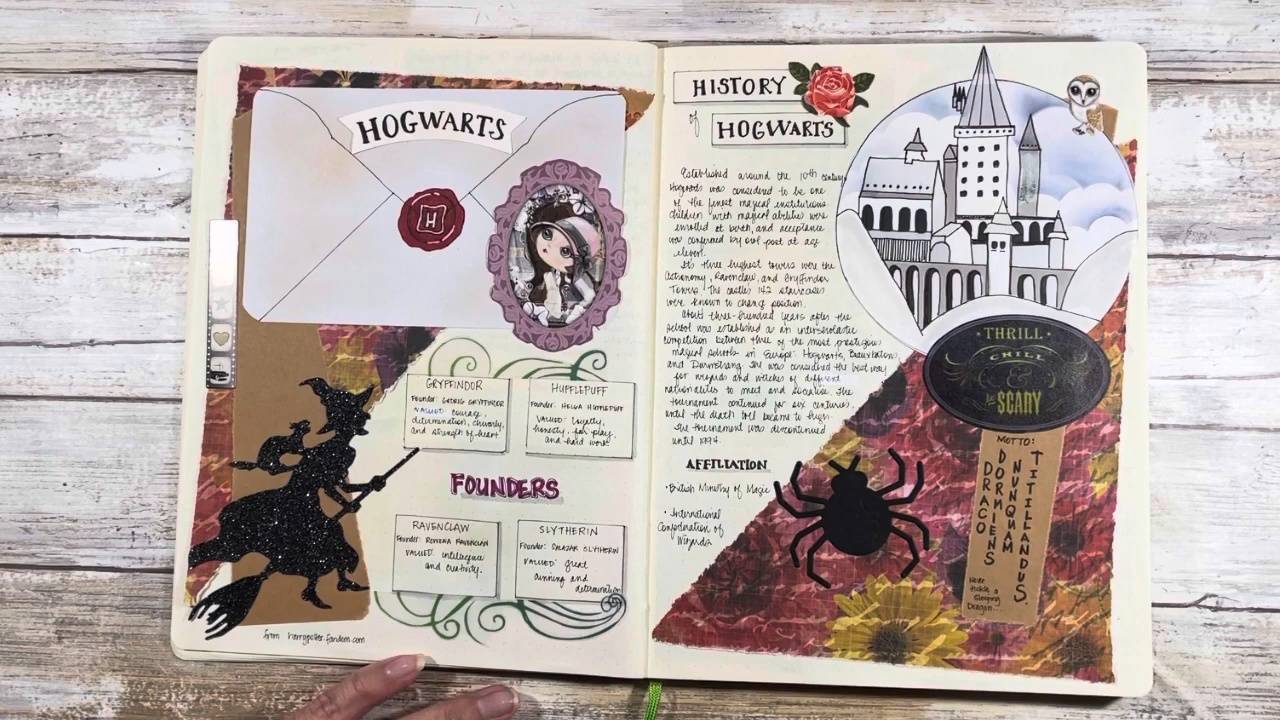 HOGWARTS
H
GRYFFINDOR
Founder: GODRIC GRYFFINDOR
VALUED: courage,
determination, chivalry,
and strength of heart
HUFFLEPUFF
Founder: HELGA HUFFLEPUFF
VALUED: Loyalty,
honesty, fair play,
and hard work
FOUNDERS
RAVENCLAW
Founder: ROWENA RAVENCLAW
VALUED: intelligence
and creativity.
SLYTHERIN
Founder: SALAZAR SLYTHERIN
VALUED: great
cunning and
determination
from harrypotter.fandom.com
HISTORY
of
HOGWARTS
Established around the 10th century
Hogwarts was considered to be one
of the finest magical institutions
children with magical abilities were
enrolled at birth, and acceptance
was confirmed by owl post at age
eleven.
It's three highest towers were the
Astronomy, Ravenclaw, and Gryffindor
Towers. The castles 142 staircases
were known to change position.
About three-hundred years after the
school was established a an interscholastic
competition between three of the most prestigious
magical schools in Europe: Hogwarts, Beauxbatons,
and Durmstrang. She was considered the best way
for wizards and witches of different
nationalities to meet and socialise. The
tournament continued for six centuries,
until the death toll became to high.
The tournament was discontinued
until 1994.
AFFILIATION
• British Ministry of Magic
• International
Confederation of
Wizards
THRILL
CHILL
&
be
SCARY
MOTTO:
DRACO
DORMIENS
NUNQUAM
TITILLANDUS.
Never
tickle a
Sleeping
Dragon...